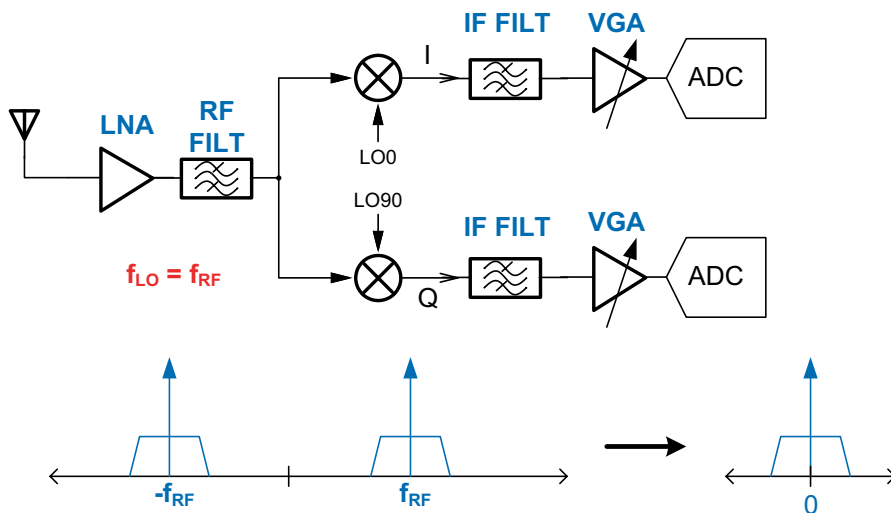 IF FILT
VGA
I
ADC
LNA
RF
FILT
LO0
LO90
IF FILT
VGA
f_LO = f_RF
Q
ADC
-f_RF
f_RF
0